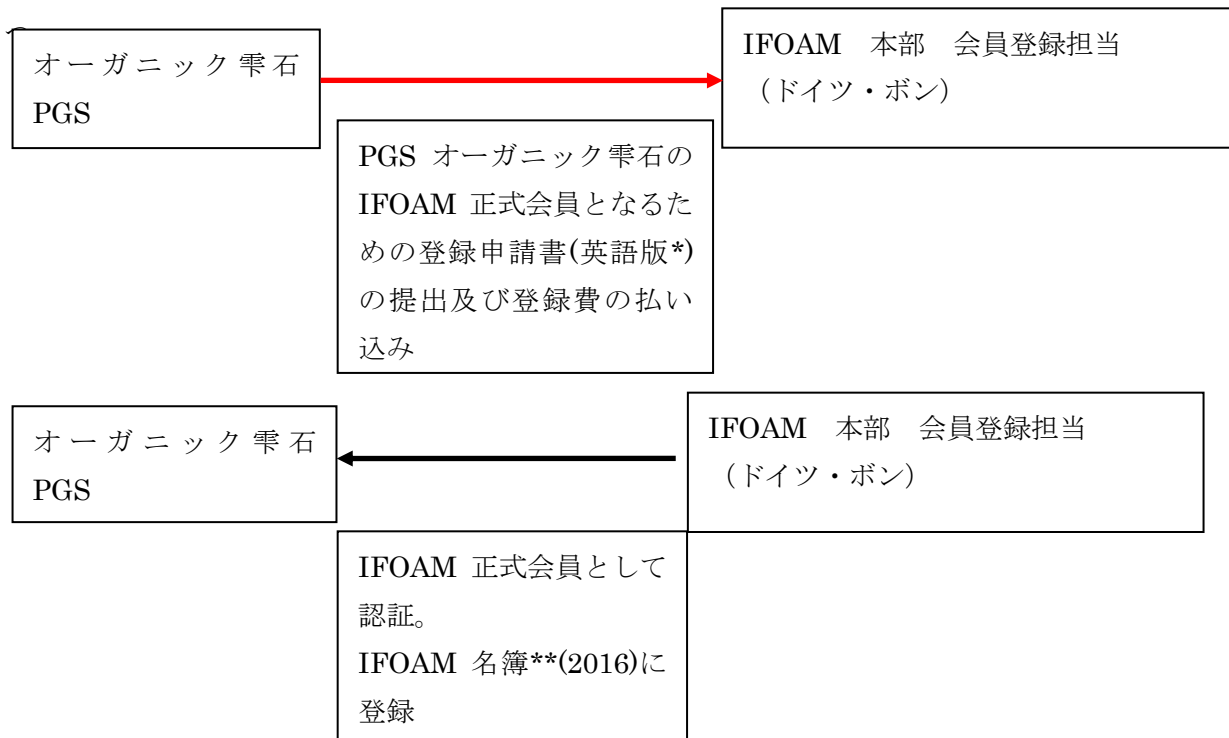 オーガニック雫石
PGS
IFOAM　本部　会員登録担当
（ドイツ・ボン）
PGS オーガニック雫石の
IFOAM 正式会員となるた
めの登録申請書(英語版*)
の提出及び登録費の払い
込み
オーガニック雫石
PGS
IFOAM　本部　会員登録担当
（ドイツ・ボン）
IFOAM 正式会員として
認証。
IFOAM 名簿**(2016)に
登録